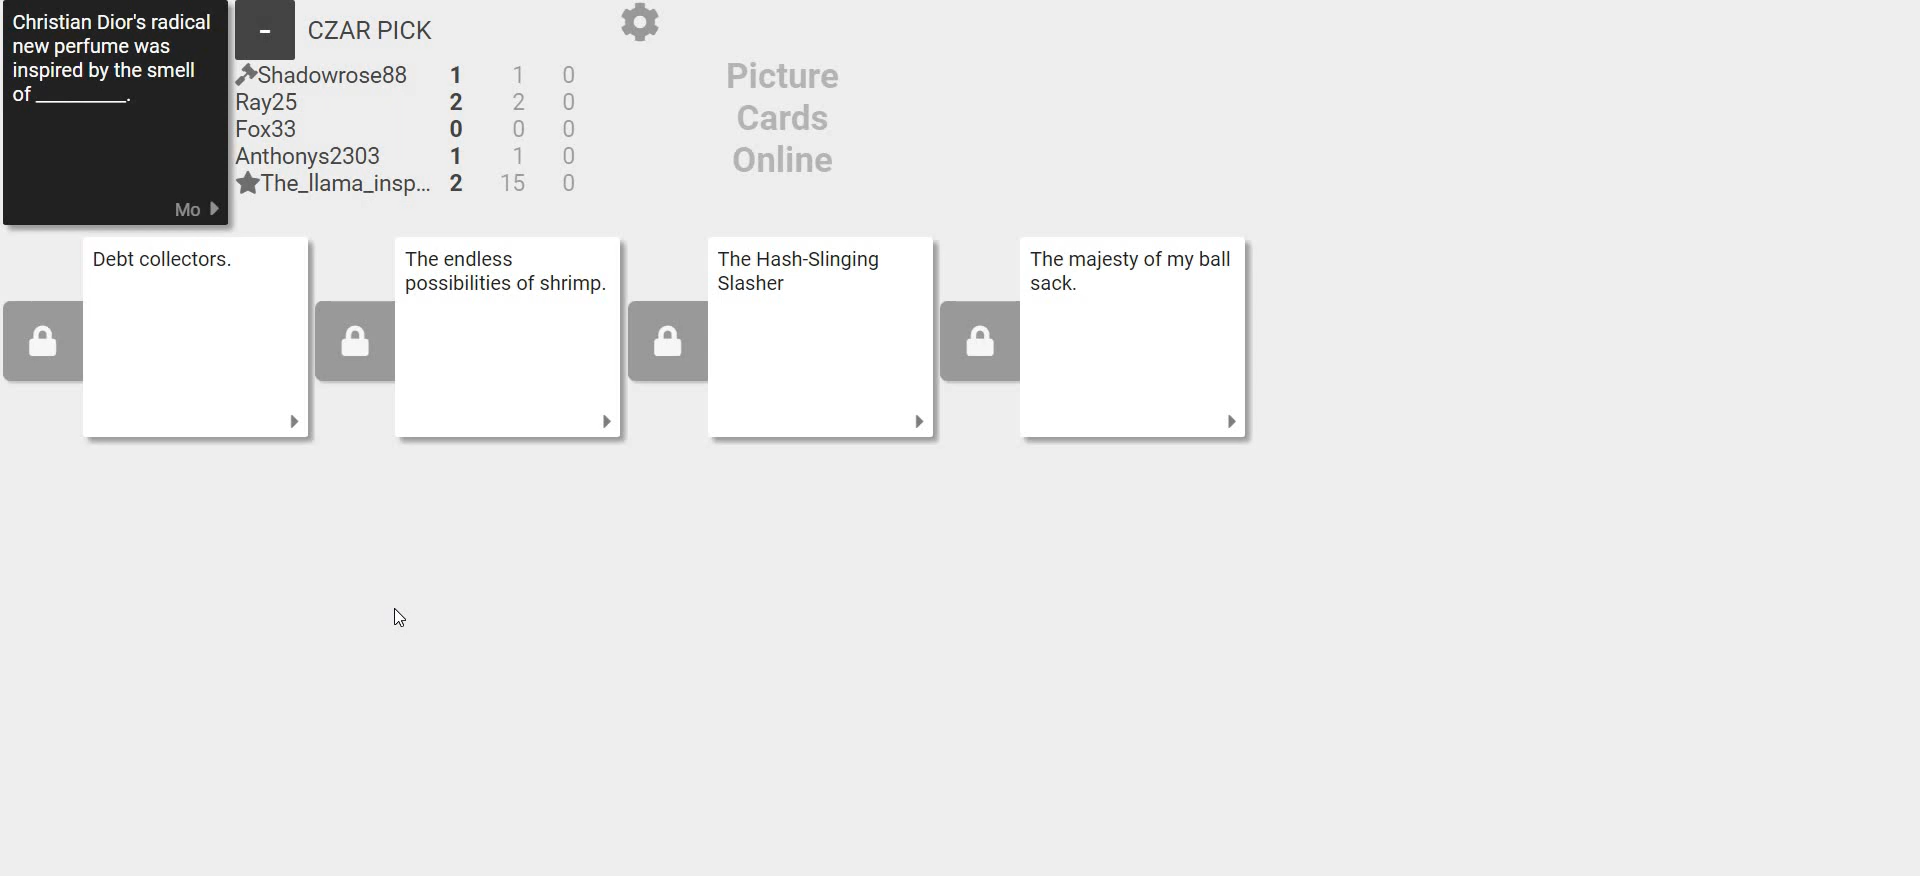 Christian Dior's radical
new perfume was
inspired by the smell
of __________.
Mo
-
CZAR PICK
Shadowrose88 1 1 0
Ray25 2 2 0
Fox33 0 0 0
Anthonys2303 1 1 0
The_llama_insp... 2 15 0
Picture
Cards
Online
Debt collectors.
The endless
possibilities of shrimp.
The Hash-Slinging
Slasher
The majesty of my ball
sack.